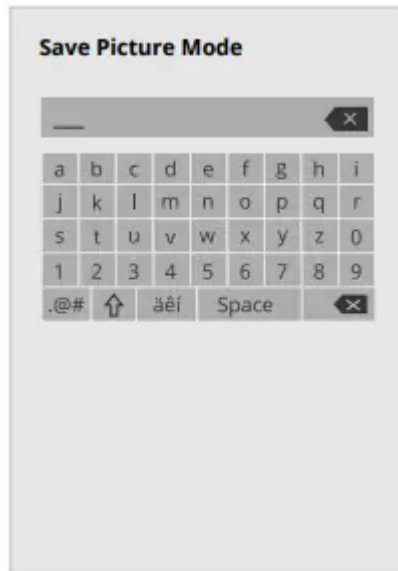 Save Picture Mode
a b c d e f g h i
j k l m n o p q r
s t u v w x y z 0
1 2 3 4 5 6 7 8 9
.@# äêí Space